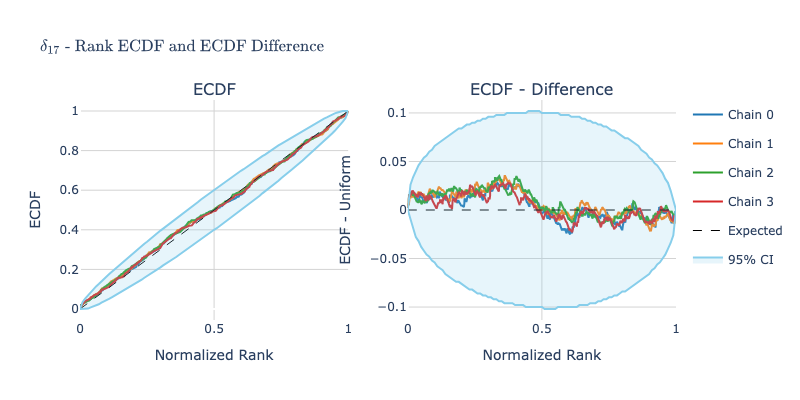 δ17 - Rank ECDF and ECDF Difference
ECDF
ECDF - Difference
ECDF
1
0.8
0.6
0.4
0.2
0
0
0.5
1
Normalized Rank
ECDF - Uniform
0.1
0.05
0
−0.05
−0.1
0
0.5
1
Normalized Rank
Chain 0
Chain 1
Chain 2
Chain 3
Expected
95% CI